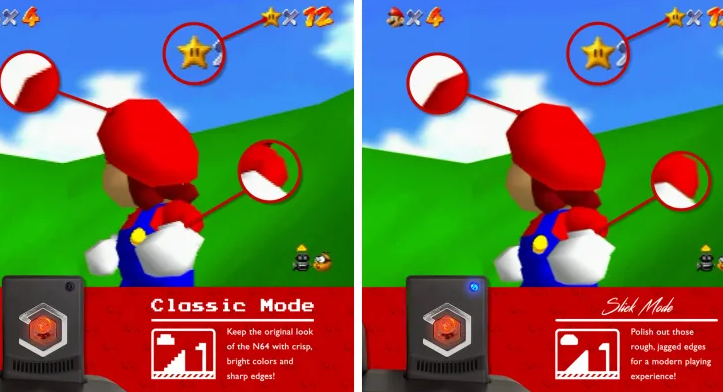 x 4
x 12
x 4
x 12
Classic Mode
Keep the original look
of the N64 with crisp,
bright colors and
sharp edges!
Slick Mode
Polish out those
rough, jagged edges
for a modern playing
experience!